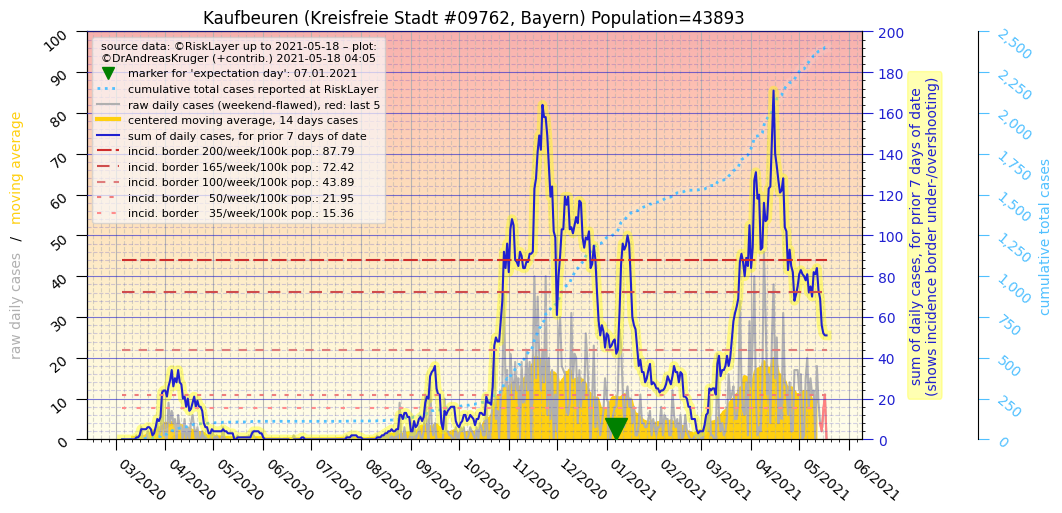 Kaufbeuren (Kreisfreie Stadt #09762, Bayern) Population=43893
source data: ©RiskLayer up to 2021-05-18 – plot:
©DrAndreasKruger (+contrib.) 2021-05-18 04:05
marker for 'expectation day': 07.01.2021
cumulative total cases reported at RiskLayer
raw daily cases (weekend-flawed), red: last 5
centered moving average, 14 days cases
sum of daily cases, for prior 7 days of date
incid. border 200/week/100k pop.: 87.79
incid. border 165/week/100k pop.: 72.42
incid. border 100/week/100k pop.: 43.89
incid. border   50/week/100k pop.: 21.95
incid. border   35/week/100k pop.: 15.36
raw daily cases  /  moving average
100
90
80
70
60
50
40
30
20
10
0
03/2020
04/2020
05/2020
06/2020
07/2020
08/2020
09/2020
10/2020
11/2020
12/2020
01/2021
02/2021
03/2021
04/2021
05/2021
06/2021
200
180
160
140
120
100
80
60
40
20
0
sum of daily cases, for prior 7 days of date
(shows incidence border under-/overshooting)
2,500
2,250
2,000
1,750
1,500
1,250
1,000
750
500
250
0
cumulative total cases